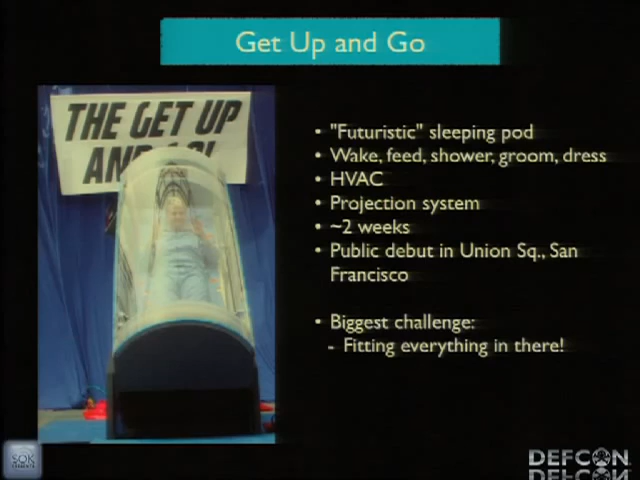 Get Up and Go
THE GET UP
• "Futuristic" sleeping pod
• Wake, feed, shower, groom, dress
• HVAC
• Projection system
• ~2 weeks
• Public debut in Union Sq., San
Francisco
• Biggest challenge:
- Fitting everything in there!
SOK
DEFCON